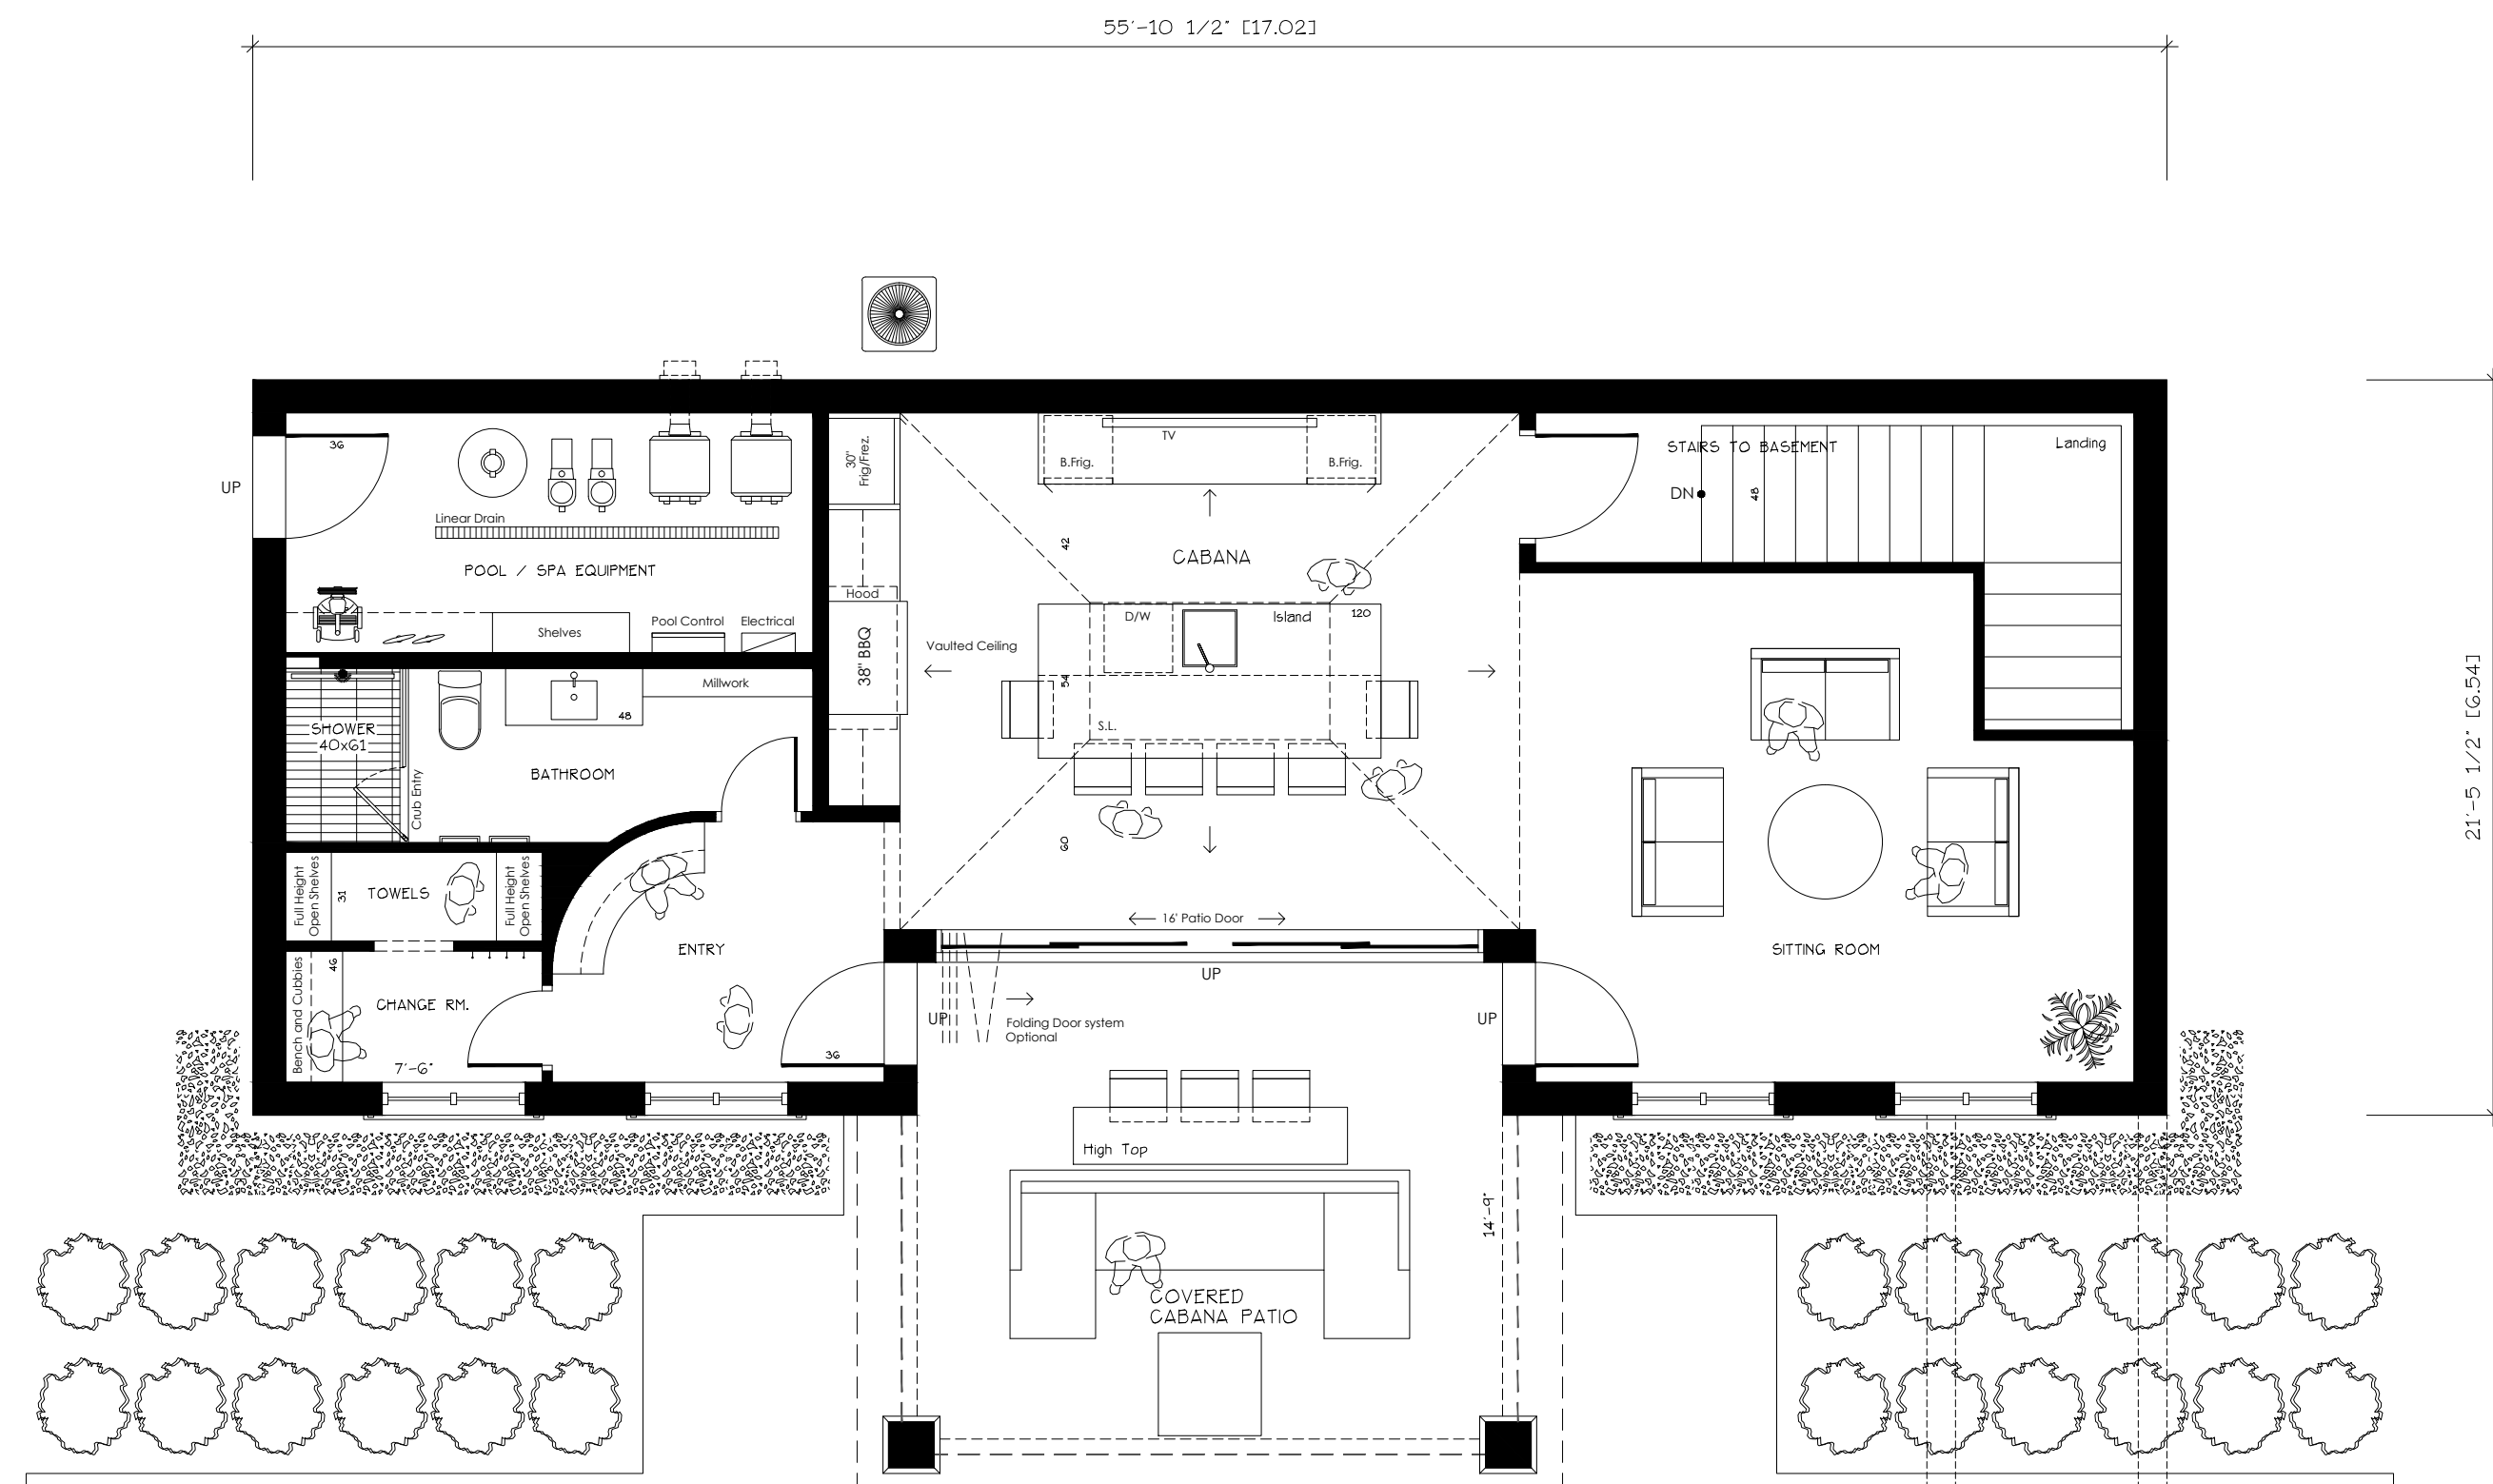 55'-10 1/2" [17.02]
36
UP
Linear Drain
POOL / SPA EQUIPMENT
Shelves
Pool Control
Electrical
30"
Frig/Frez.
Hood
38" BBQ
TV
B.Frig.
B.Frig.
42
CABANA
Vaulted Ceiling
D/W
Island
120
54
S.L.
60
16' Patio Door
STAIRS TO BASEMENT
Landing
DN
48
21'-5 1/2" [6.54]
Millwork
48
SHOWER
40x61
Crub Entry
BATHROOM
Full Height
Open Shelves
31
TOWELS
Full Height
Open Shelves
ENTRY
SITTING ROOM
Bench and Cubbies
46
CHANGE RM.
7'-6"
36
UP
UP
UP
Folding Door system
Optional
High Top
14'-9"
COVERED
CABANA PATIO